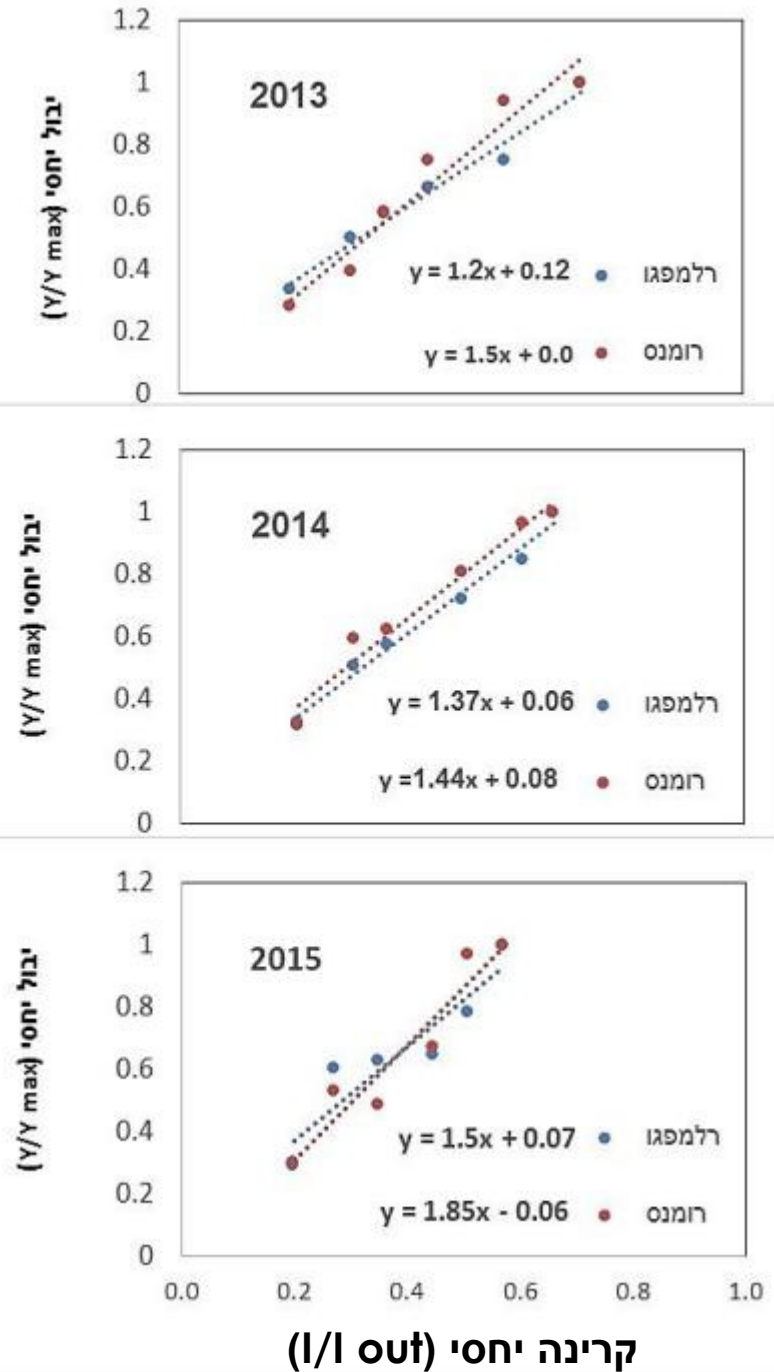 1.2
1
0.8
0.6
0.4
0.2
0
יבול יחסי (Y/Y max)
2013
y = 1.2x + 0.12
רלמפגו
y = 1.5x + 0.0
רומנס
1.2
1
0.8
0.6
0.4
0.2
0
יבול יחסי (Y/Y max)
2014
y = 1.37x + 0.06
רלמפגו
y =1.44x + 0.08
רומנס
1.2
1
0.8
0.6
0.4
0.2
0
יבול יחסי (Y/Y max)
2015
y = 1.5x + 0.07
רלמפגו
y = 1.85x - 0.06
רומנס
0.0 0.2 0.4 0.6 0.8 1.0
קרינה יחסי (I/I out)